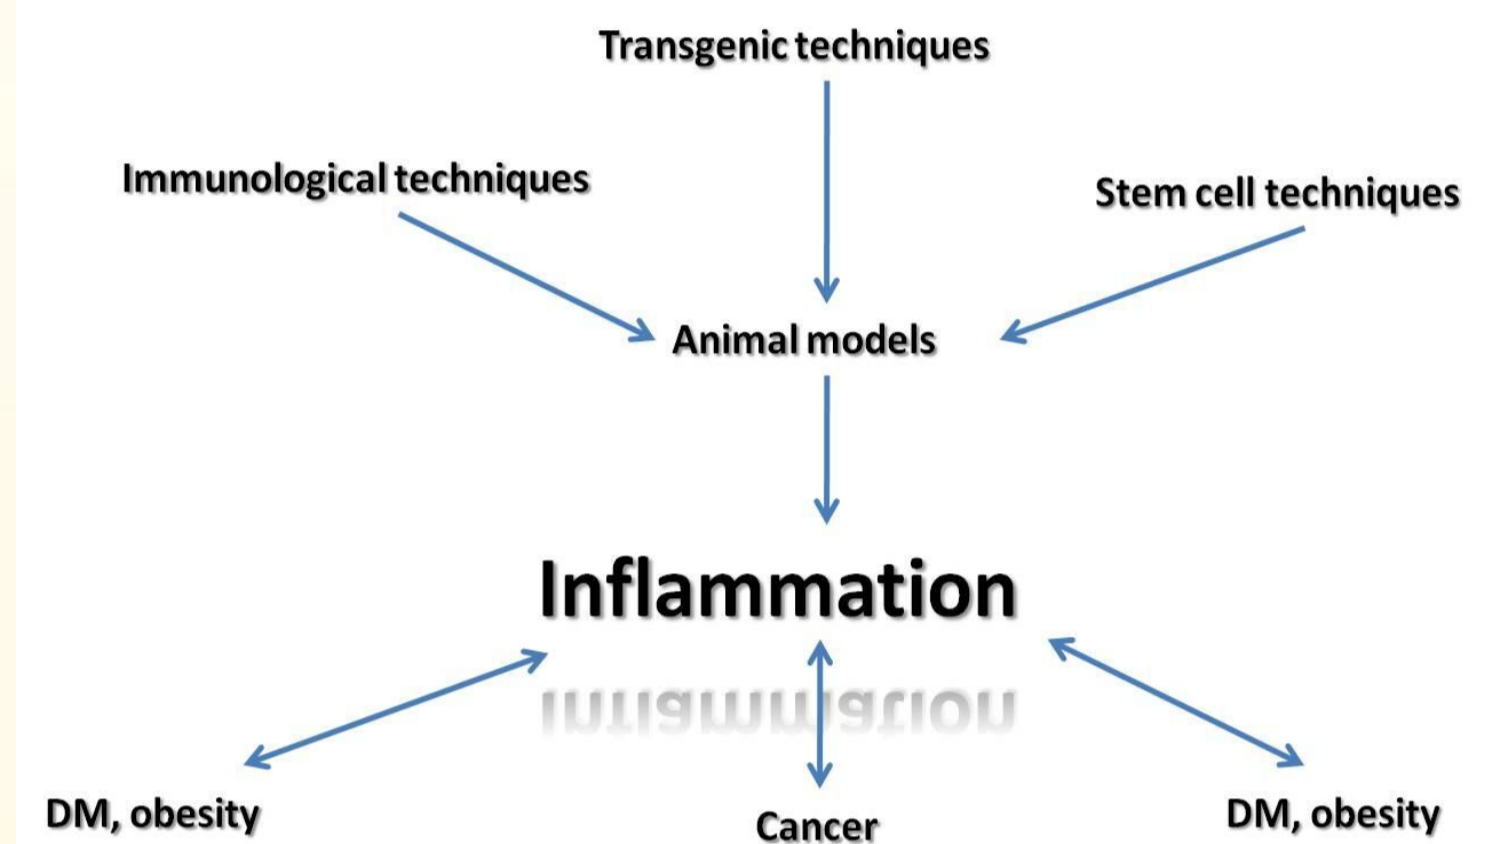 Transgenic techniques
Immunological techniques
Stem cell techniques
Animal models
Inflammation
DM, obesity
Cancer
DM, obesity